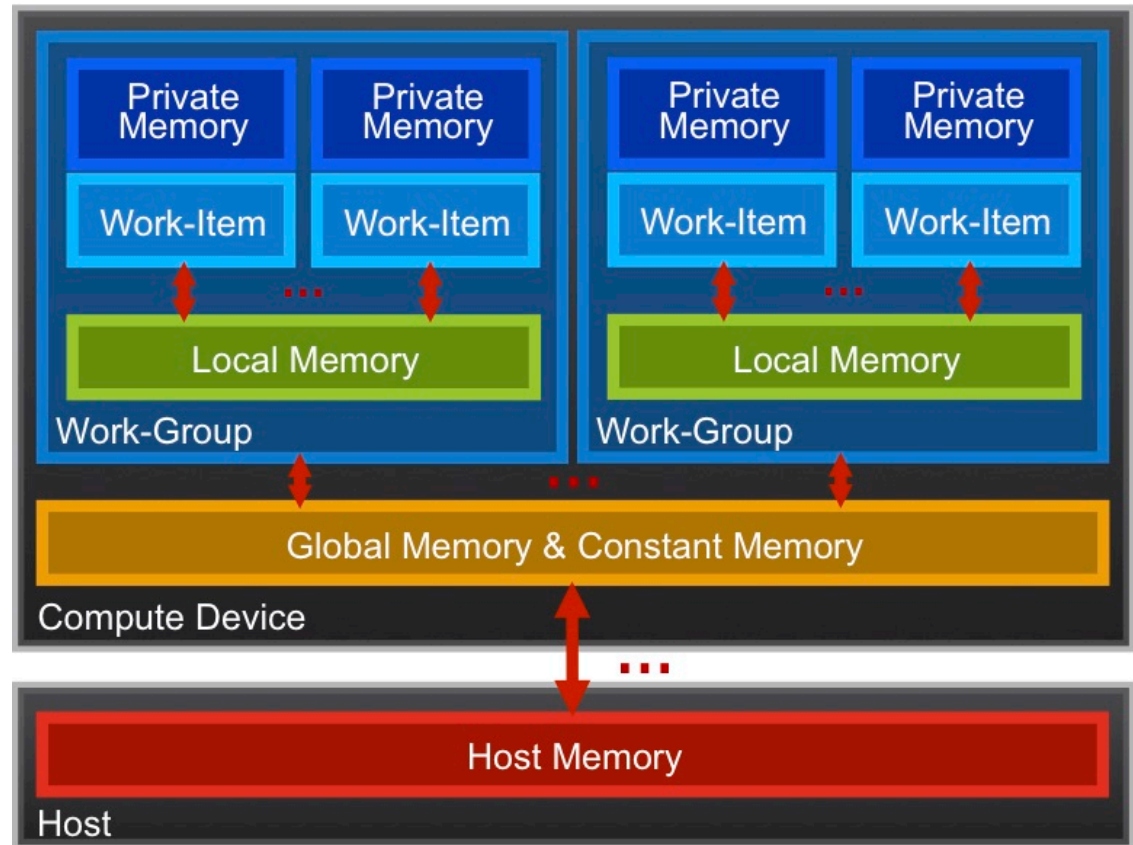 Private
Memory
Private
Memory
Private
Memory
Private
Memory
Work-Item
Work-Item
Work-Item
Work-Item
...
...
Local Memory
Local Memory
Work-Group
Work-Group
...
Global Memory & Constant Memory
Compute Device
...
Host Memory
Host